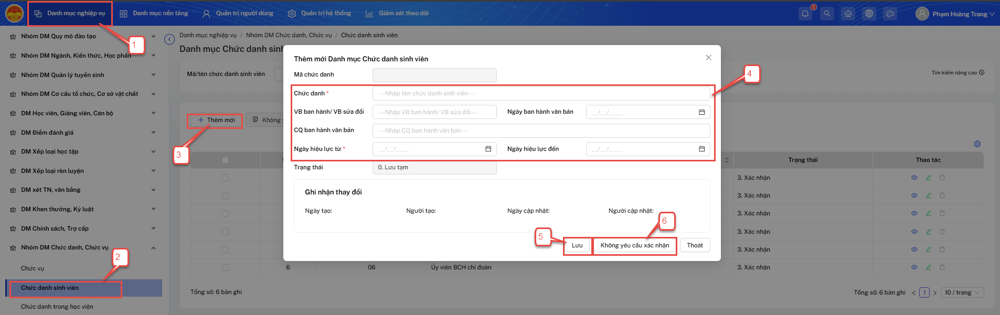 Danh mục nghiệp vụ
Danh mục nền tảng
Quản trị người dùng
Quản trị hệ thống
Giám sát theo dõi
1
Phạm Hoàng Trang
Nhóm DM Quy mô đào tạo
Nhóm DM Ngành, Kiến thức, Học phần
Nhóm DM Quản lý tuyển sinh
Nhóm DM Cơ cấu tổ chức, Cơ sở vật chất
DM Học viên, Giảng viên, Cán bộ
DM Điểm đánh giá
DM Xếp loại học tập
DM Xếp loại rèn luyện
DM xét TN, văn bằng
DM Khen thưởng, Kỷ luật
DM Chính sách, Trợ cấp
Nhóm DM Chức danh, Chức vụ
Chức vụ
Chức danh sinh viên
Chức danh trong học viện
1
2
3
4
5
6
Danh mục nghiệp vụ / Nhóm DM Chức danh, Chức vụ / Chức danh sinh viên
Danh mục Chức danh sinh
Mã/tên chức danh sinh viên
Tìm kiếm nâng cao
Thêm mới
Không y
Trạng thái
Thao tác
3. Xác nhận
3. Xác nhận
3. Xác nhận
3. Xác nhận
3. Xác nhận
6 06 Ủy viên BCH chi đoàn 3. Xác nhận
Tổng số: 6 bản ghi
Tổng số: 6 bản ghi < 1 > 10 / trang
Thêm mới Danh mục Chức danh sinh viên
Mã chức danh
Chức danh *
---Nhập tên chức danh sinh viên---
VB ban hành/ VB sửa đổi
---Nhập VB ban hành/ VB sửa đổi---
Ngày ban hành văn bản
__/__/____
CQ ban hành văn bản
---Nhập CQ ban hành văn bản---
Ngày hiệu lực từ *
__/__/____
Ngày hiệu lực đến
__/__/____
Trạng thái
0. Lưu tạm
Ghi nhận thay đổi
Ngày tạo:
Người tạo:
Ngày cập nhật:
Người cập nhật:
Lưu
Không yêu cầu xác nhận
Thoát